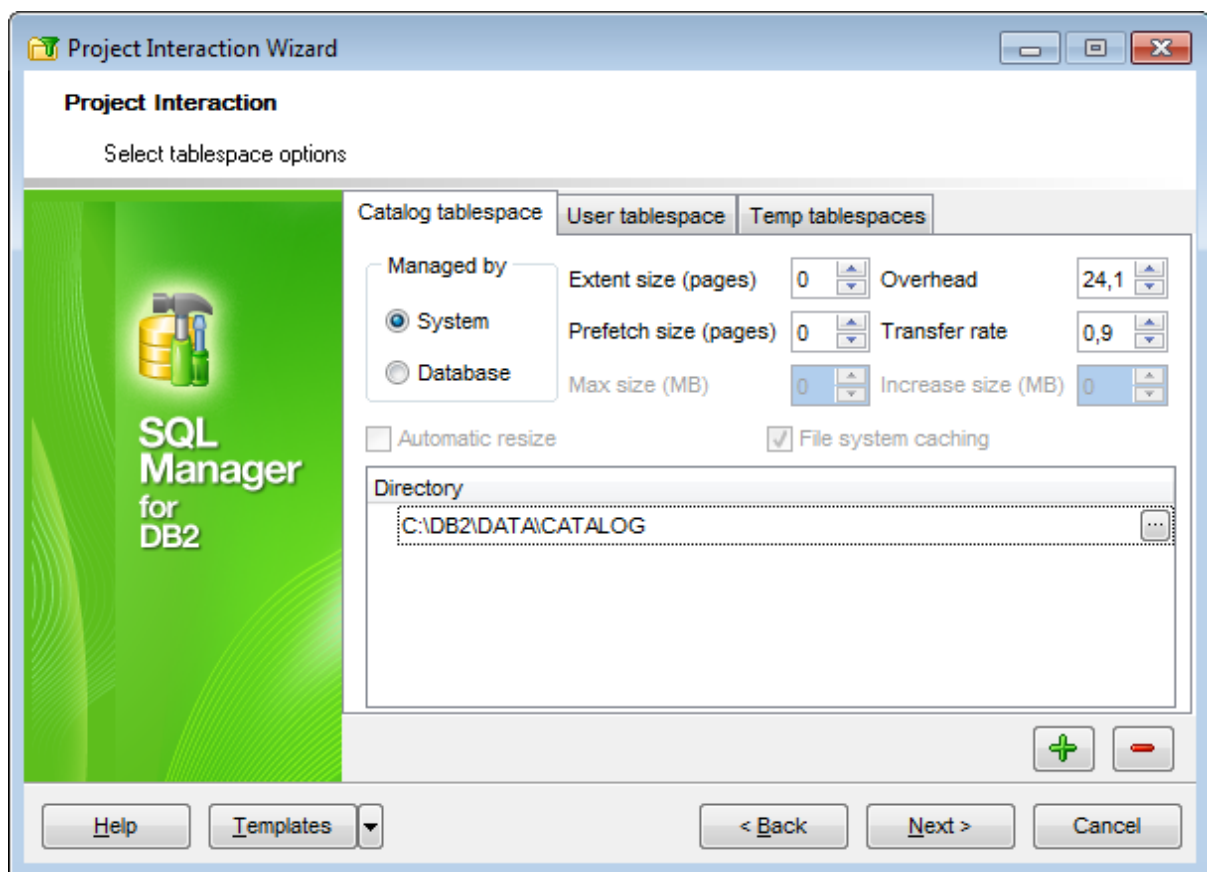 Project Interaction Wizard
Project Interaction
Select tablespace options
Catalog tablespace User tablespace Temp tablespaces
Managed by
System
Database
Extent size (pages) 0 Overhead 24,1
Prefetch size (pages) 0 Transfer rate 0,9
Max size (MB) 0 Increase size (MB) 0
Automatic resize File system caching
Directory
C:\DB2\DATA\CATALOG
...
SQL
Manager
for
DB2
Help Templates < Back Next > Cancel